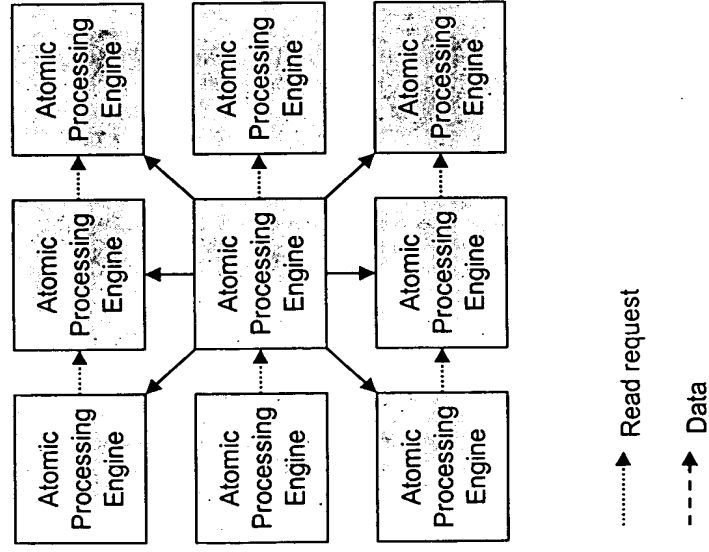 Atomic
Processing
Engine
Atomic
Processing
Engine
Atomic
Processing
Engine
Atomic
Processing
Engine
Atomic
Processing
Engine
Atomic
Processing
Engine
Atomic
Processing
Engine
Atomic
Processing
Engine
Atomic
Processing
Engine
Read request
Data